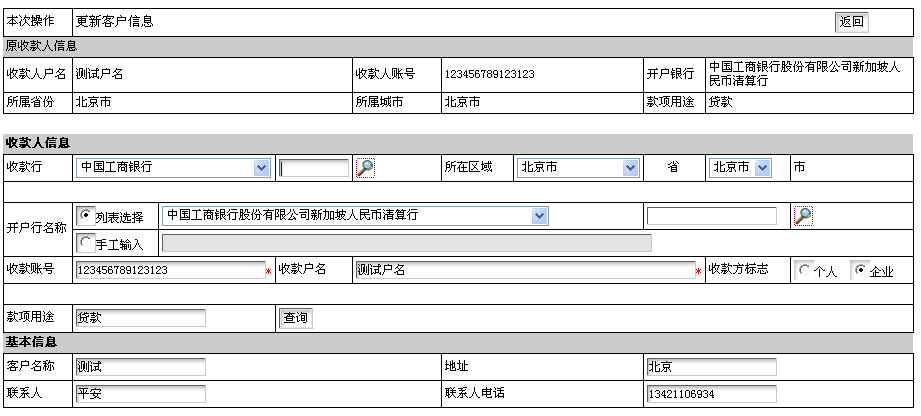 本次操作 更新客户信息 返回
原收款人信息
收款人户名 测试户名 收款人账号 123456789123123 开户银行 中国工商银行股份有限公司新加坡人
民币清算行
所属省份 北京市 所属城市 北京市 款项用途 贷款
收款人信息
收款行 中国工商银行 所在区域 北京市 省 北京市 市
开户行名称 列表选择 中国工商银行股份有限公司新加坡人民币清算行
手工输入
收款账号 123456789123123 * 收款户名 测试户名 * 收款方标志 个人 企业
款项用途 贷款 查询
基本信息
客户名称 测试 地址 北京
联系人 平安 联系人电话 13421106934